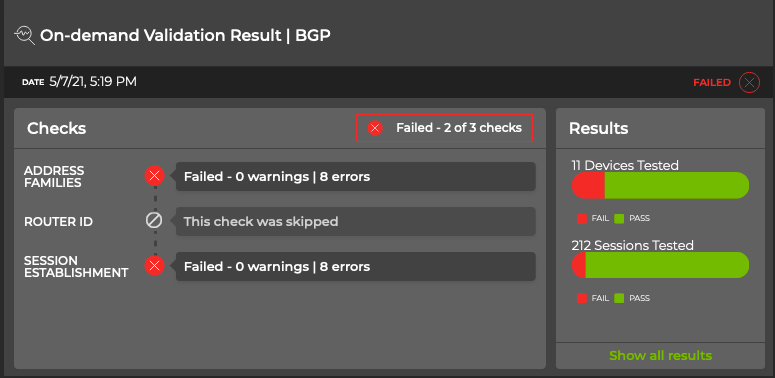 On-demand Validation Result | BGP
DATE 5/7/21, 5:19 PM
FAILED
Checks
Failed - 2 of 3 checks
ADDRESS
FAMILIES
Failed - 0 warnings | 8 errors
ROUTER ID
This check was skipped
SESSION
ESTABLISHMENT
Failed - 0 warnings | 8 errors
Results
11 Devices Tested
FAIL PASS
212 Sessions Tested
FAIL PASS
Show all results